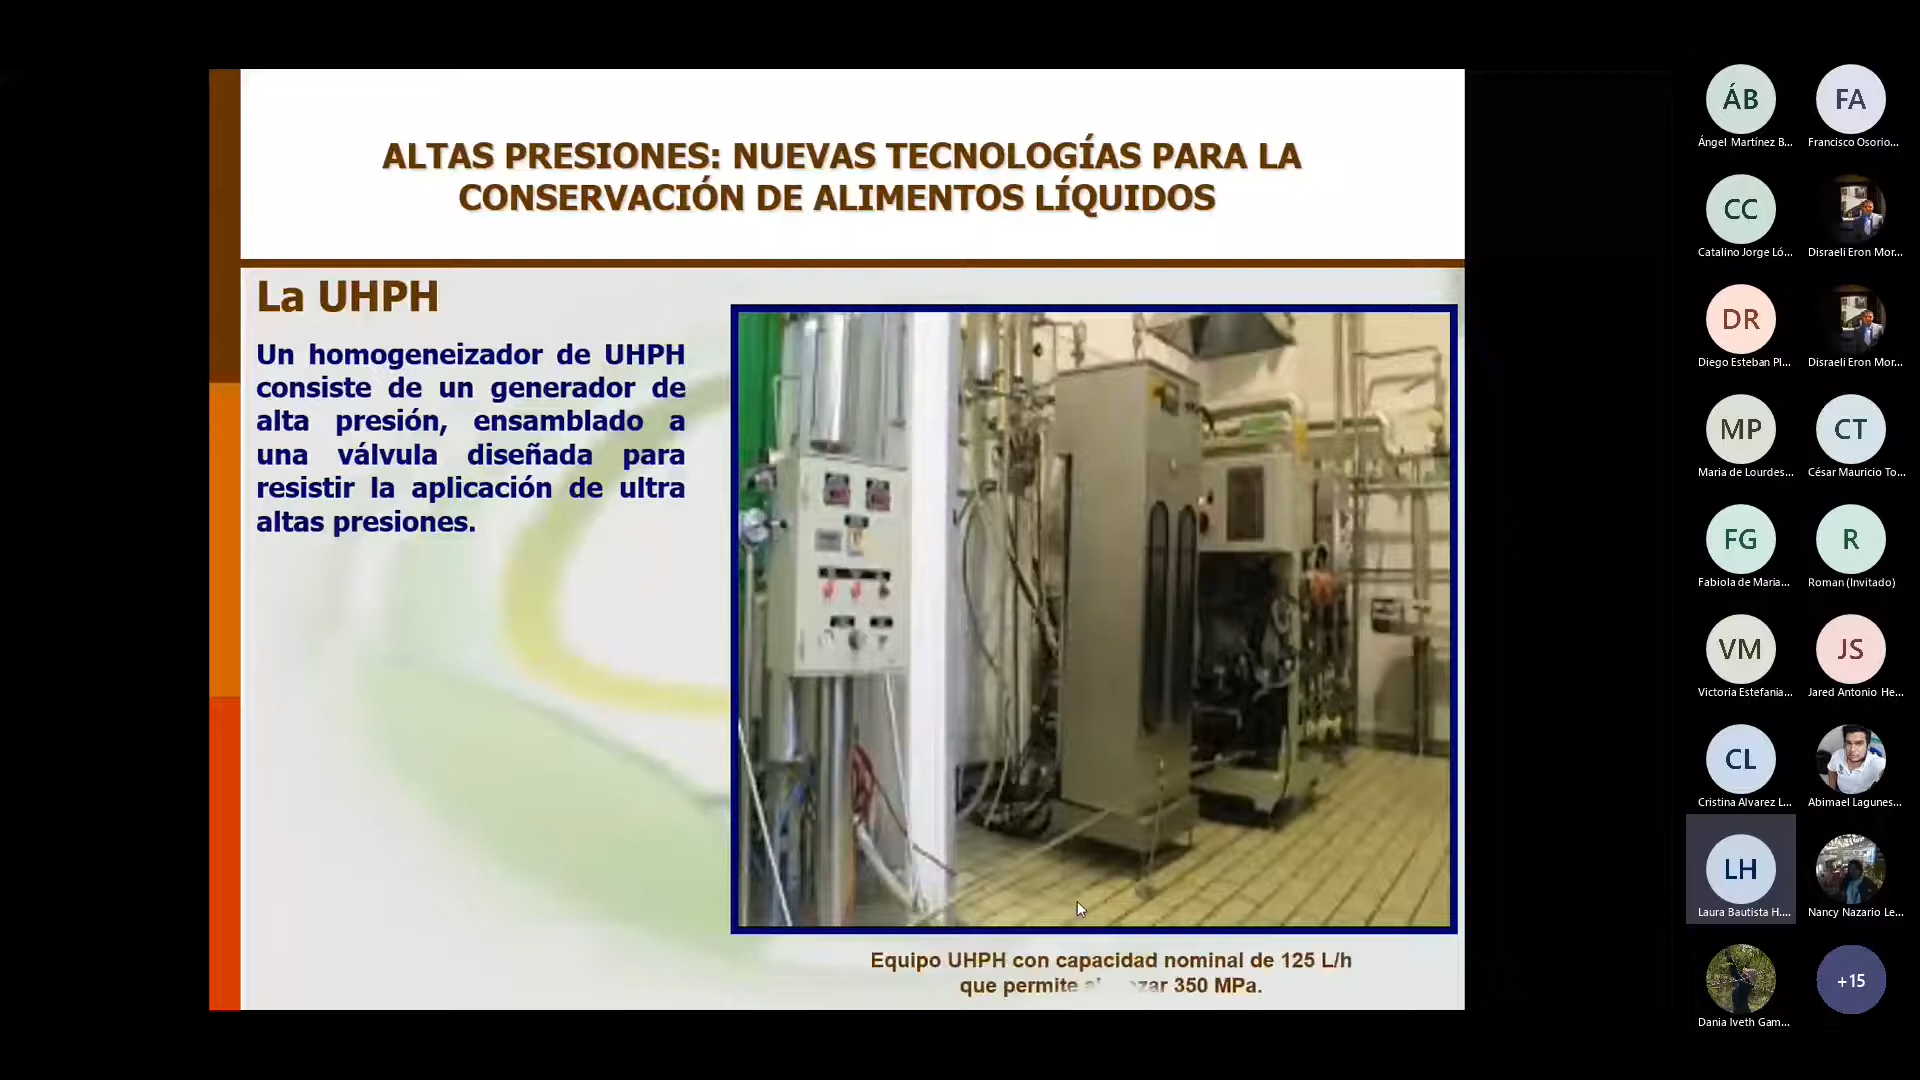 ALTAS PRESIONES: NUEVAS TECNOLOGÍAS PARA LA
CONSERVACIÓN DE ALIMENTOS LÍQUIDOS
La UHPH
Un homogeneizador de UHPH
consiste de un generador de
alta presión, ensamblado a
una válvula diseñada para
resistir la aplicación de ultra
altas presiones.
Equipo UHPH con capacidad nominal de 125 L/h
que permite 350 MPa.
ÁB
Ángel Martínez B...
FA
Francisco Osorio...
CC
Catalino Jorge Ló...
Disraeli Eron Mor...
DR
Diego Esteban Pl...
Disraeli Eron Mor...
MP
Maria de Lourdes...
CT
César Mauricio To...
FG
Fabiola de Maria...
R
Roman (Invitado)
VM
Victoria Estefania...
JS
Jared Antonio He...
CL
Cristina Alvarez L...
Abimael Lagunes...
LH
Laura Bautista H....
Nancy Nazario Le...
Dania Iveth Gam...
+15